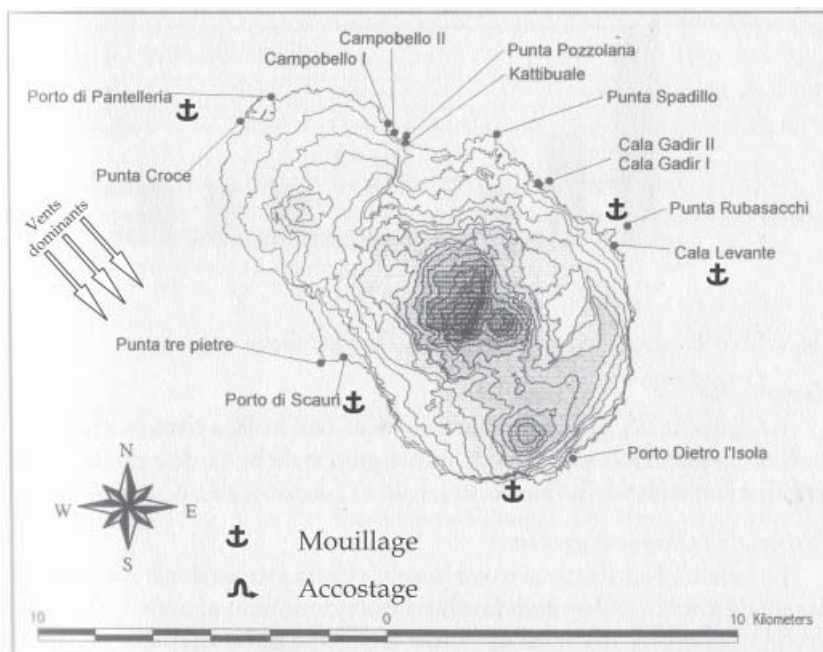 Campobello II
Campobello I
Punta Pozzolana
Kattibuale
Porto di Pantelleria
Punta Spadillo
Cala Gadir II
Cala Gadir I
Punta Croce
Vents
dominants
Punta Rubasacchi
Cala Levante
Punta tre pietre
Porto di Scauri
Porto Dietro l'Isola
N
W
E
S
Mouillage
Accostage
10
0
10 Kilometers